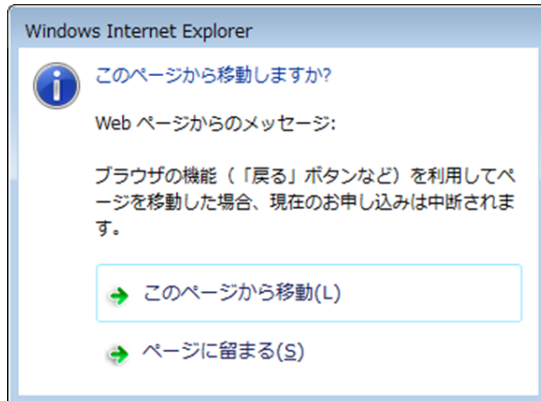 Windows Internet Explorer
このページから移動しますか?
Web ページからのメッセージ:
ブラウザの機能（「戻る」ボタンなど）を利用してペ
ージを移動した場合、現在のお申し込みは中断されま
す。
このページから移動(L)
ページに留まる(S)